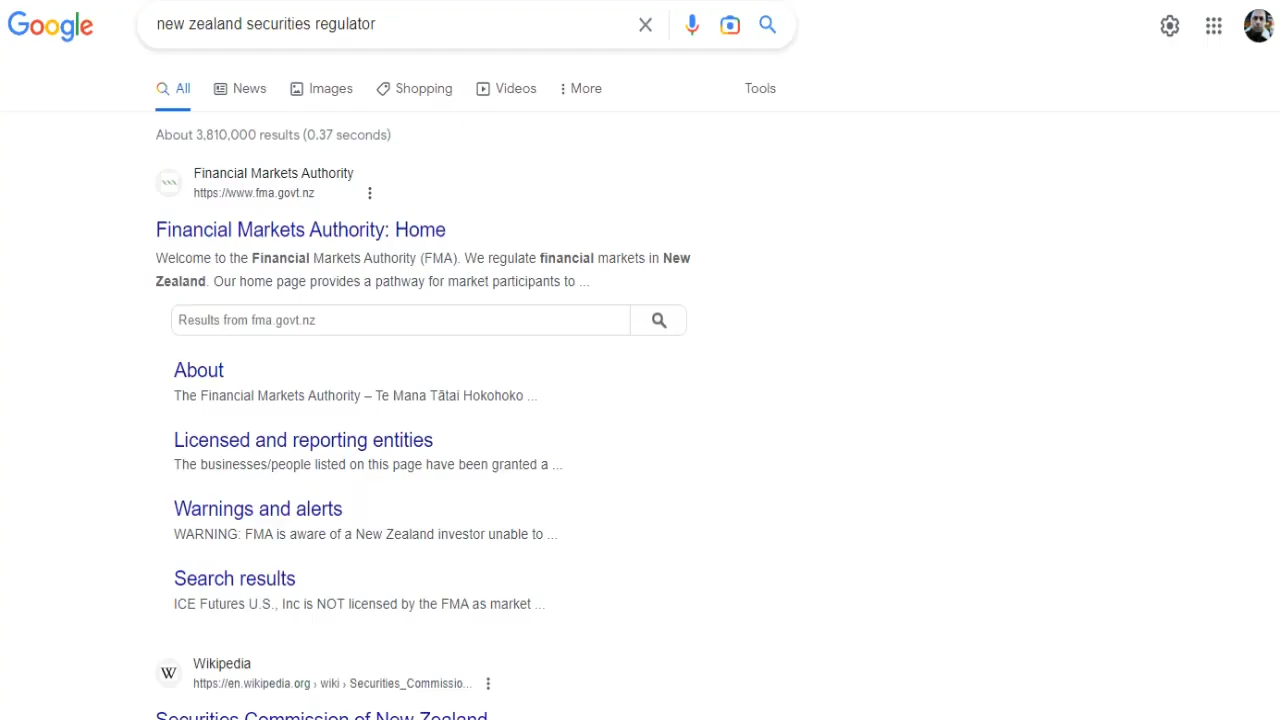 Google
new zealand securities regulator
All News Images Shopping Videos More Tools
About 3,810,000 results (0.37 seconds)
Financial Markets Authority
https://www.fma.govt.nz
Financial Markets Authority: Home
Welcome to the Financial Markets Authority (FMA). We regulate financial markets in New
Zealand. Our home page provides a pathway for market participants to ...
Results from fma.govt.nz
About
The Financial Markets Authority – Te Mana Tātai Hokohoko ...
Licensed and reporting entities
The businesses/people listed on this page have been granted a ...
Warnings and alerts
WARNING: FMA is aware of a New Zealand investor unable to ...
Search results
ICE Futures U.S., Inc is NOT licensed by the FMA as market ...
W
Wikipedia
https://en.wikipedia.org › wiki › Securities_Commissio...
Securities Commission of New Zealand